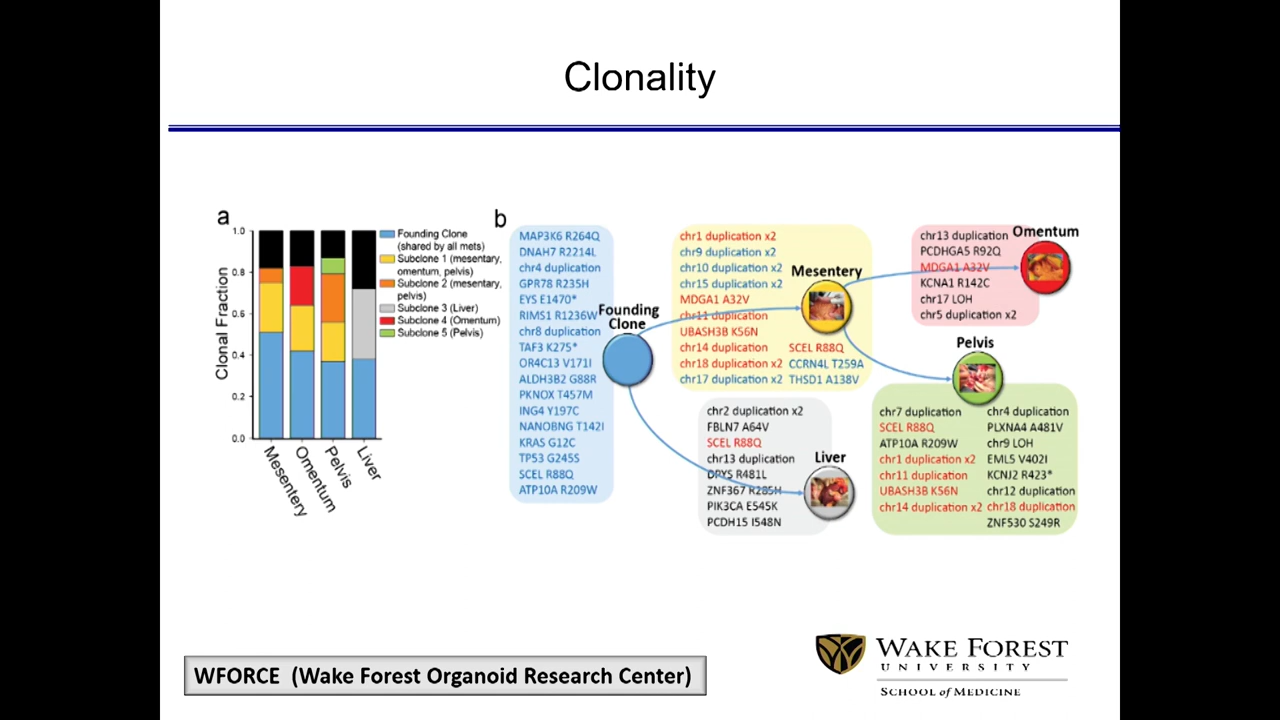 Clonality
a
Clonal Fraction
1.0
0.8
0.6
0.4
0.2
0.0
Mesentery
Omentum
Pelvis
Liver
Founding Clone
(shared by all mets)
Subclone 1 (mesentary,
omentum, pelvis)
Subclone 2 (mesentary,
pelvis)
Subclone 3 (Liver)
Subclone 4 (Omentum)
Subclone 5 (Pelvis)
b
MAP3K6 R264Q
DNAH7 R2214L
chr4 duplication
GPR78 R235H
EYS E1470*
RIMS1 R1236W
chr8 duplication
TAF3 K275*
OR4C13 V171I
ALDH3B2 G88R
PKNOX T457M
ING4 Y197C
NANOBNG T142I
KRAS G12C
TP53 G245S
SCEL R88Q
ATP10A R209W
Founding
Clone
chr1 duplication x2
chr9 duplication x2
chr10 duplication x2
chr15 duplication x2
MDGA1 A32V
chr11 duplication
UBASH3B K56N
chr14 duplication
chr18 duplication x2
chr17 duplication x2
SCEL R88Q
CCRN4L T259A
THSD1 A138V
Mesentery
chr13 duplication
PCDHGA5 R92Q
MDGA1 A32V
KCNA1 R142C
chr17 LOH
chr5 duplication x2
Omentum
Pelvis
chr7 duplication
SCEL R88Q
ATP10A R209W
chr1 duplication x2
chr11 duplication
UBASH3B K56N
chr14 duplication x2
chr4 duplication
PLXNA4 A481V
chr9 LOH
EML5 V402I
KCNJ2 R423*
chr12 duplication
chr18 duplication
ZNF530 S249R
chr2 duplication x2
FBLN7 A64V
SCEL R88Q
chr13 duplication
DPYS R481L
ZNF367 R285H
PIK3CA E545K
PCDH15 I548N
Liver
WFORCE (Wake Forest Organoid Research Center)
WAKE FOREST
UNIVERSITY
SCHOOL of MEDICINE